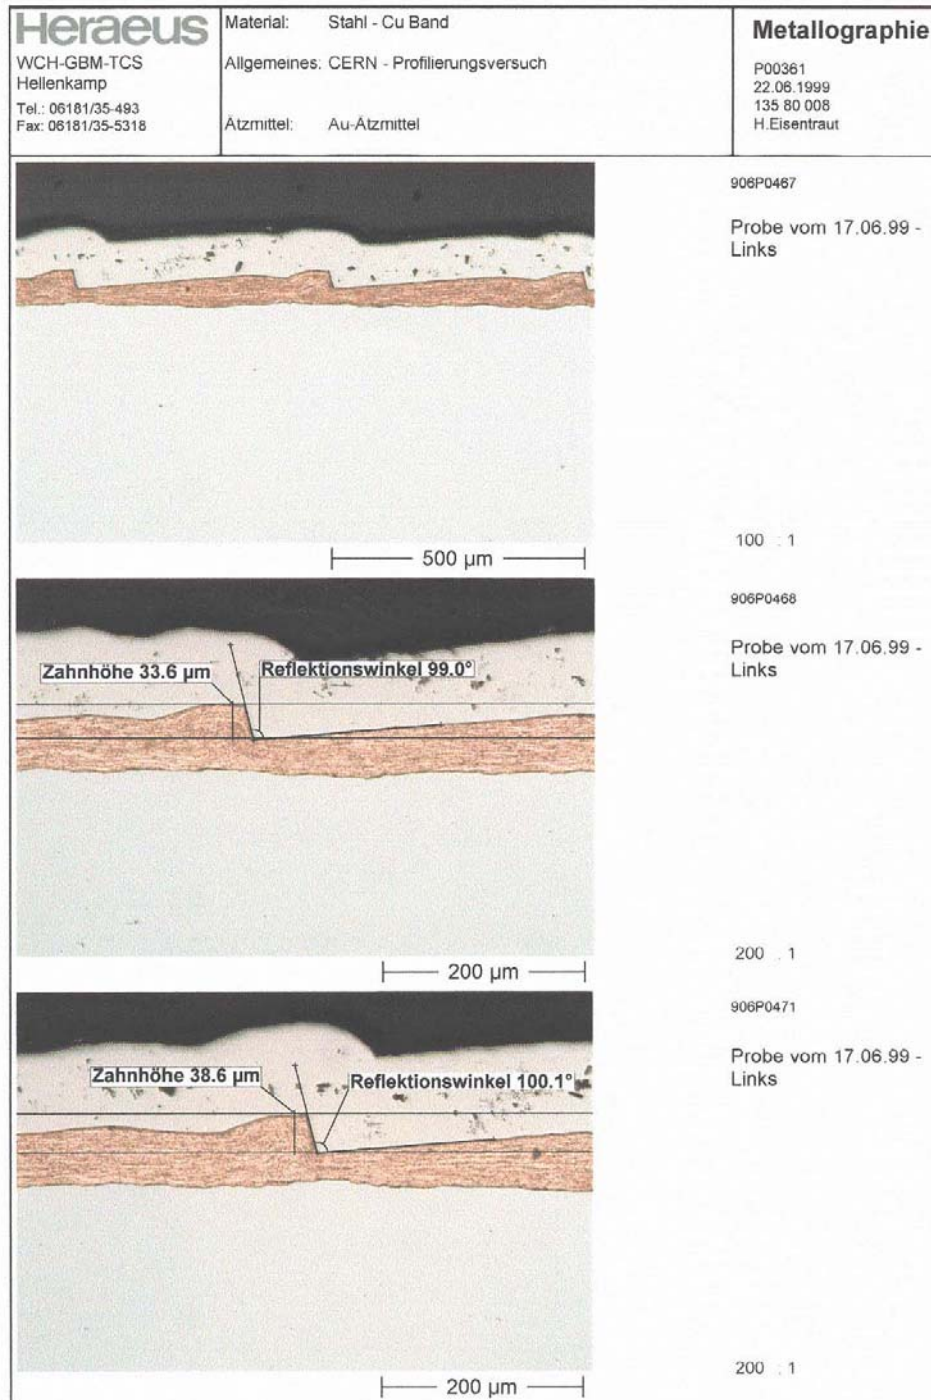 Heraeus
WCH-GBM-TCS
Hellenkamp
Tel.: 06181/35-493
Fax: 06181/35-5318
Material: Stahl - Cu Band
Allgemeines: CERN - Profilierungsversuch
Ätzmittel: Au-Ätzmittel
Metallographie
P00361
22.06.1999
135 80 008
H.Eisentraut
906P0467
Probe vom 17.06.99 -
Links
100 : 1
500 µm
906P0468
Probe vom 17.06.99 -
Links
Zahnhöhe 33.6 µm
Reflektionswinkel 99.0°
200 : 1
200 µm
906P0471
Probe vom 17.06.99 -
Links
Zahnhöhe 38.6 µm
Reflektionswinkel 100.1°
200 : 1
200 µm